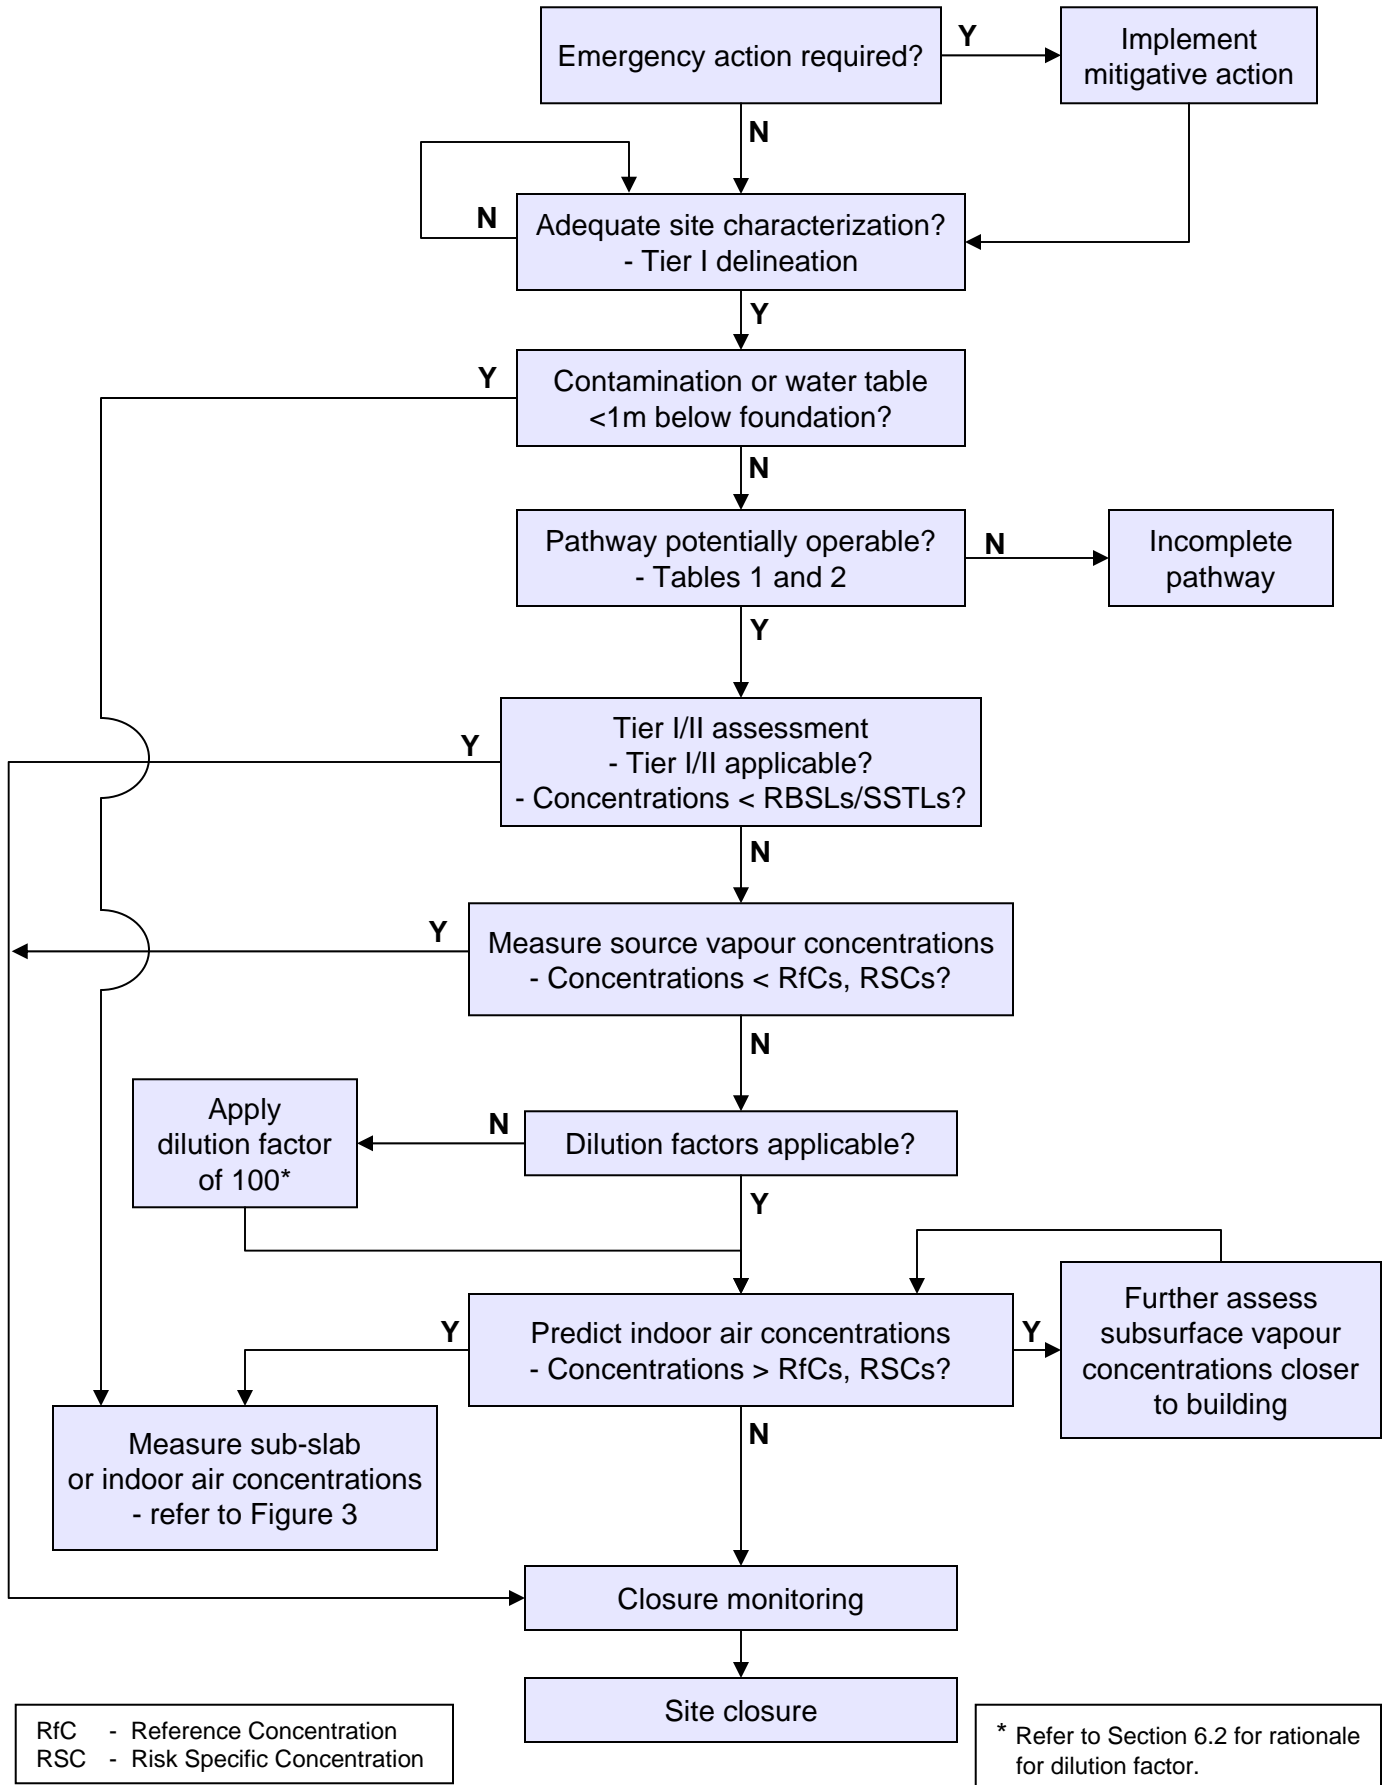 Emergency action required?
Y
Implement
mitigative action
N
N
Adequate site characterization?
- Tier I delineation
Y
Y
Contamination or water table
<1m below foundation?
N
Pathway potentially operable?
- Tables 1 and 2
N
Incomplete
pathway
Y
Y
Tier I/II assessment
- Tier I/II applicable?
- Concentrations < RBSLs/SSTLs?
N
Y
Measure source vapour concentrations
- Concentrations < RfCs, RSCs?
N
Apply
dilution factor
of 100*
N
Dilution factors applicable?
Y
Y
Predict indoor air concentrations
- Concentrations > RfCs, RSCs?
Y
Further assess
subsurface vapour
concentrations closer
to building
N
Measure sub-slab
or indoor air concentrations
- refer to Figure 3
Closure monitoring
Site closure
RfC - Reference Concentration
RSC - Risk Specific Concentration
* Refer to Section 6.2 for rationale
for dilution factor.